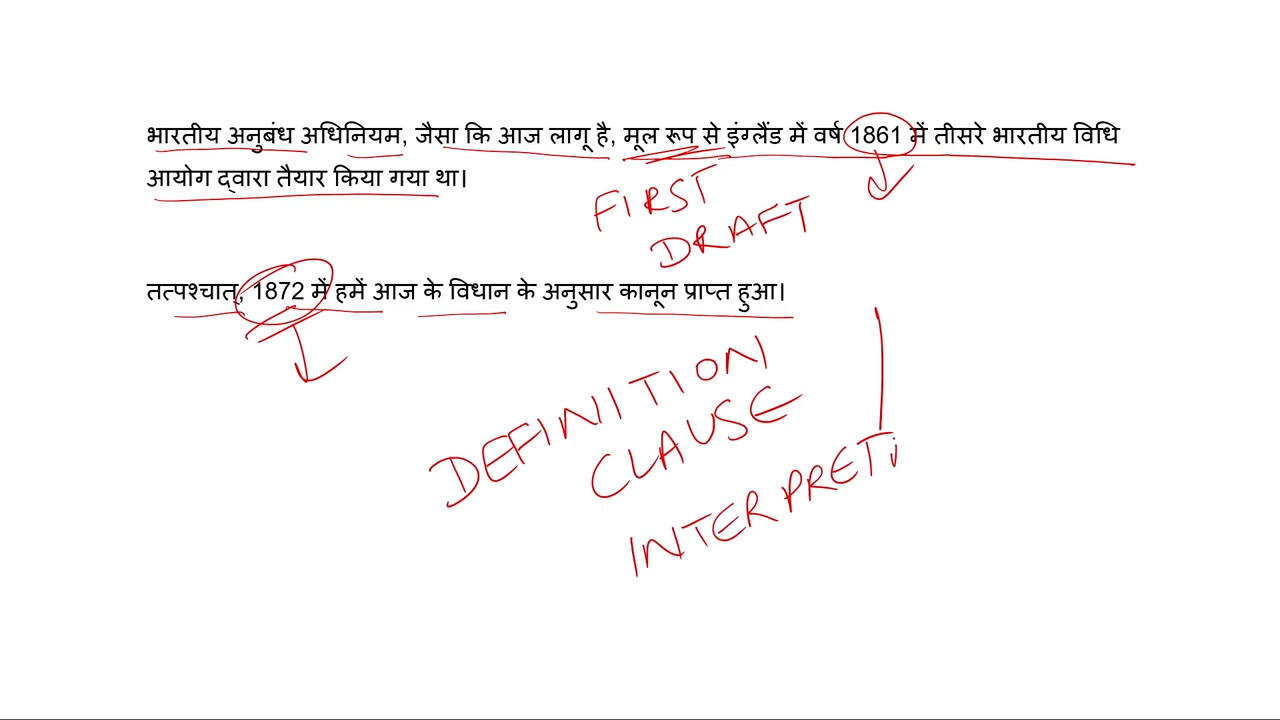 भारतीय अनुबंध अधिनियम, जैसा कि आज लागू है, मूल रूप से इंग्लैंड में वर्ष 1861 में तीसरे भारतीय विधि
आयोग द्वारा तैयार किया गया था।
FIRST
DRAFT
तत्पश्चात, 1872 में हमें आज के विधान के अनुसार कानून प्राप्त हुआ।
DEFINITION
CLAUSE
INTERPRETI